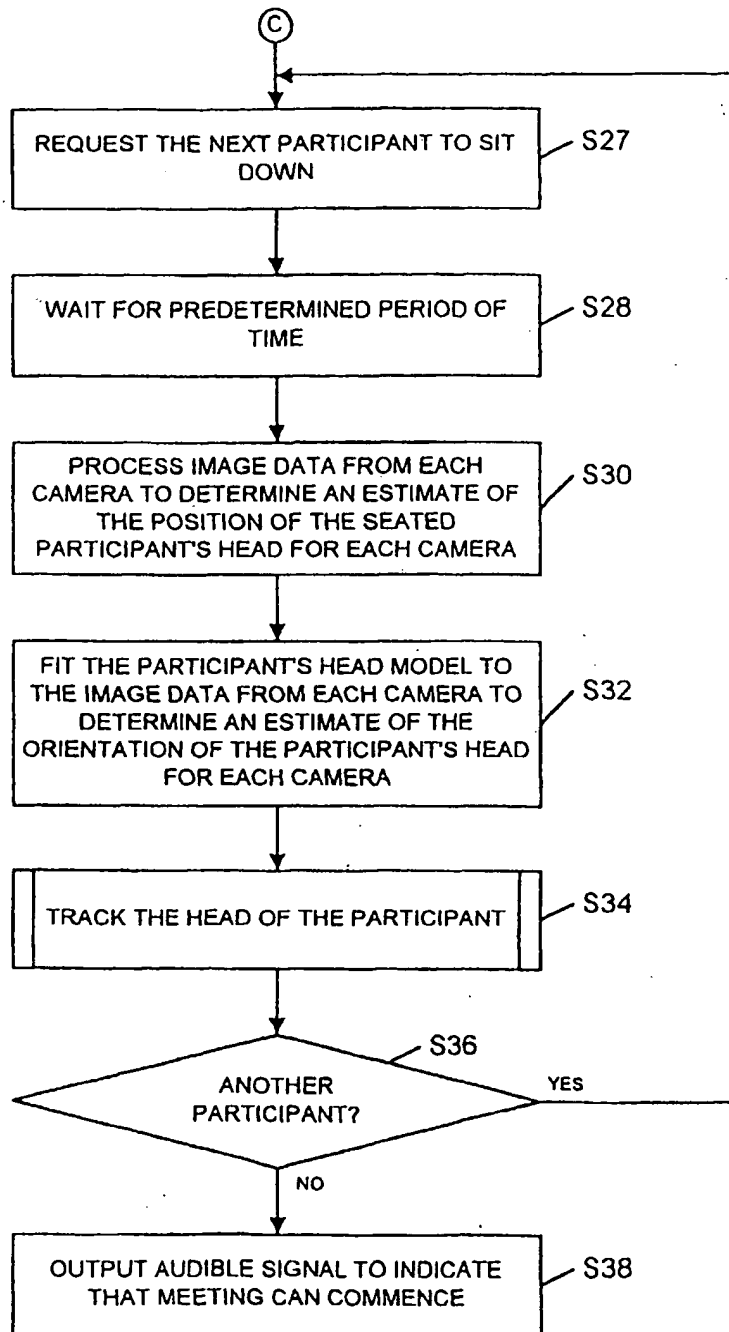 C
REQUEST THE NEXT PARTICIPANT TO SIT
DOWN
S27
WAIT FOR PREDETERMINED PERIOD OF
TIME
S28
PROCESS IMAGE DATA FROM EACH
CAMERA TO DETERMINE AN ESTIMATE OF
THE POSITION OF THE SEATED
PARTICIPANT'S HEAD FOR EACH CAMERA
S30
FIT THE PARTICIPANT'S HEAD MODEL TO
THE IMAGE DATA FROM EACH CAMERA TO
DETERMINE AN ESTIMATE OF THE
ORIENTATION OF THE PARTICIPANT'S HEAD
FOR EACH CAMERA
S32
TRACK THE HEAD OF THE PARTICIPANT
S34
S36
ANOTHER
PARTICIPANT?
YES
NO
OUTPUT AUDIBLE SIGNAL TO INDICATE
THAT MEETING CAN COMMENCE
S38